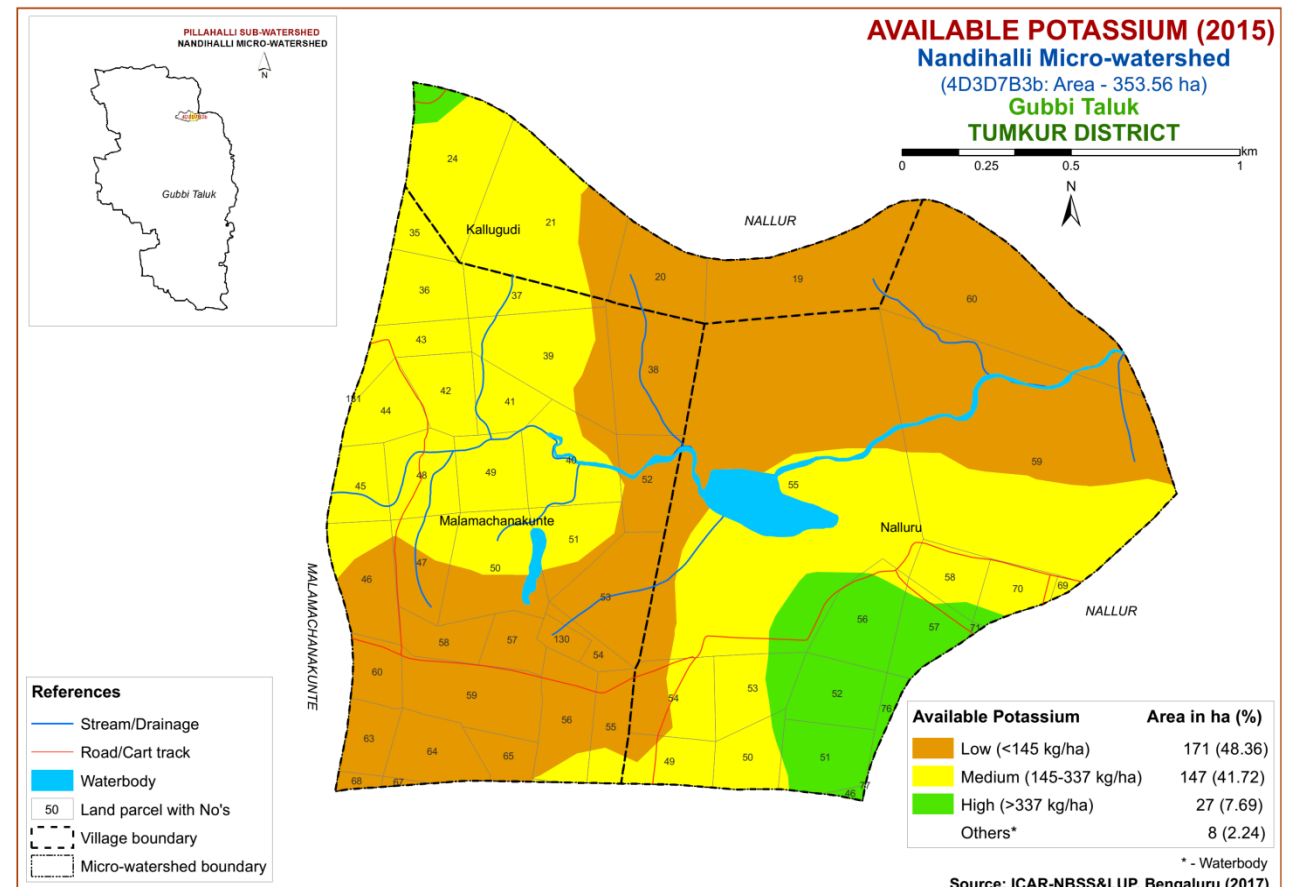 PILLAHALLI SUB-WATERSHED
NANDIHALLI MICRO-WATERSHED
N
4D3D7B3b
Gubbi Taluk
AVAILABLE POTASSIUM (2015)
Nandihalli Micro-watershed
(4D3D7B3b: Area - 353.56 ha)
Gubbi Taluk
TUMKUR DISTRICT
km
0 0.25 0.5 1
N
24
NALLUR
35 Kallugudi 21
20 19 60
36 37
43 39 38
42 41
131 44
40 59
45 48 49 52 55
Malamachanakunte Nalluru
51
47 50
46 58 70 69
MALAMACHANAKUNTE
53 56 57 71 NALLUR
58 57 130 54
60 59 54 53 52
56 55 76
63 64 65 49 50 51
68 67 77
46
References
Stream/Drainage
Road/Cart track
Waterbody
50 Land parcel with No's
Village boundary
Micro-watershed boundary
Available Potassium Area in ha (%)
Low (<145 kg/ha) 171 (48.36)
Medium (145-337 kg/ha) 147 (41.72)
High (>337 kg/ha) 27 (7.69)
Others* 8 (2.24)
* - Waterbody
Source: ICAR-NBSS&LUP, Bengaluru (2017)